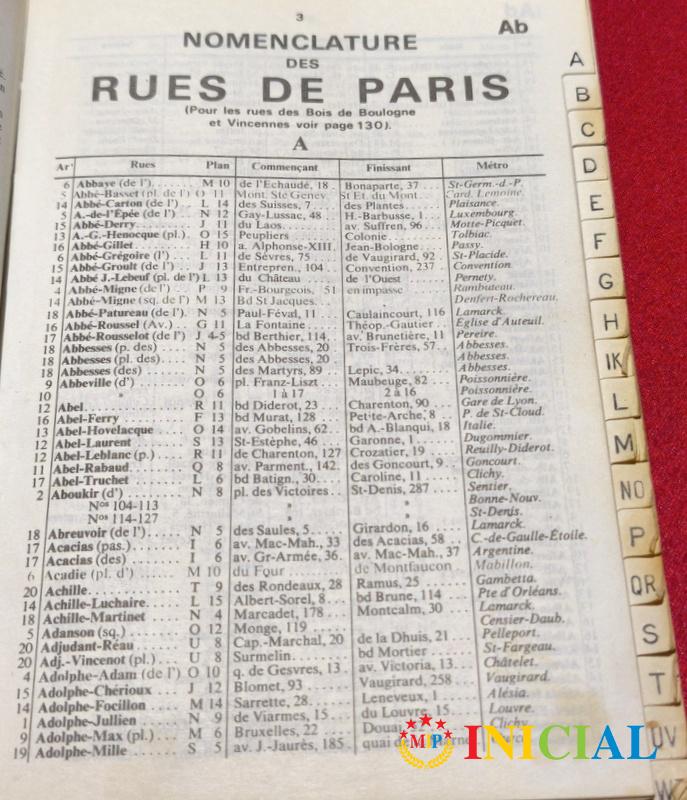 3
Ab
NOMENCLATURE
DES
RUES DE PARIS
(Pour les rues des Bois de Boulogne
et Vincennes voir page 130).
A
Arᵗ Rues Plan Commençant Finissant Métro
6 Abbaye (de l')....... M 10 de l'Echaudé, 18 . Bonaparte, 37 ... St-Germ.-d.-P.
5 Abbé-Basset (pl. de l') O 11 Mont. Ste Genev. St Et. du Mont Card. Lemoine.
14 Abbé-Carton (de l') .. L 14 des Suisses, 7 .... des Plantes ..... Plaisance.
5 A.-de-l'Épée (de l') ... N 12 Gay-Lussac, 48 .. H.-Barbusse, 1 .. Luxembourg.
15 Abbé-Derry ......... J 11 du Laos ........ av. Suffren, 96 . Motte-Picquet.
13 A.-G.-Henocque (pl.) . O 15 Peupliers ....... Colonie ....... Tolbiac.
16 Abbé-Gillet ......... H 10 a. Alphonse-XIII. Jean-Bologne ... Passy.
6 Abbé-Grégoire (l') ... L 11 de Sèvres, 75 .... de Vaugirard, 92 St-Placide.
15 Abbé-Groult (de l') .. J 13 Entrepren., 104 .. Convention, 237 Convention.
14 Abbé J.-Lebeuf (pl. de l') L 13 du Château ..... de l'Ouest ...... Pernety.
4 Abbé-Migne (de l') ... P 9 Fr.-Bourgeois, 51 en impasse ..... Rambuteau.
14 Abbé-Migne (sq. de l') M 13 Bd St Jacques.... Denfert-Rochereau.
18 Abbé-Patureau (de l'). N 5 Paul-Féval, 11 ... Caulaincourt, 116 Lamarck.
16 Abbé-Roussel (Av.) .. G 11 La Fontaine .... Théop.-Gautier . Église d'Auteuil.
17 Abbé-Rousselot (de l') J 4-5 bd Berthier, 114 .. av. Brunetière, 11 Pereire.
18 Abbesses (p. des) .... N 5 des Abbesses, 20 . Trois-Frères, 57 . Abbesses.
18 Abbesses (pl. des).... N 5 des Abbesses, 20 . Abbesses.
18 Abbesses (des) ...... N 5 des Martyrs, 89 .. Lepic, 34....... Abbesses.
9 Abbeville (d') ........ O 6 pl. Franz-Liszt ... Maubeuge, 82 ... Poissonnière.
10 » ........ O 6 1 à 17 2 à 16 Poissonnière.
12 Abel............... R 11 bd Diderot, 23 ... Charenton, 90 ... Gare de Lyon.
16 Abel-Ferry ......... F 13 bd Murat, 128 ... Petite-Arche, 8 . P. de St-Cloud.
13 Abel-Hovelacque .... O 14 av. Gobelins, 62 .. bd A.-Blanqui, 18 Italie.
12 Abel-Laurent ....... S 13 St-Estèphe, 46 ... Garonne, 1..... Dugommier.
12 Abel-Leblanc (p.) .... R 11 de Charenton, 127 Crozatier, 19 ... Reuilly-Diderot.
11 Abel-Rabaud........ Q 8 av. Parment., 142. des Goncourt, 9 . Goncourt.
17 Abel-Truchet ....... L 6 bd Batign., 30.... Caroline, 11 .... Clichy.
2 Aboukir (d') ........ N 8 pl. des Victoires .. St-Denis, 287 ... Sentier.
Nᵒˢ 104-113 » » Bonne-Nouv.
Nᵒˢ 114-127 » » St-Denis.
18 Abreuvoir (de l') ..... N 5 des Saules, 5..... Girardon, 16 .... Lamarck.
17 Acacias (pas.)....... I 6 av. Mac-Mah., 33 des Acacias, 58 .. C.-de-Gaulle-Étoile.
17 Acacias (des) ....... I 6 av. Gr-Armée, 36. av. Mac-Mah., 37 Argentine.
6 Acadie (pl. d') ...... M 10 du Four ........ de Montfaucon Mabillon.
20 Achille ............. T 9 des Rondeaux, 28 Ramus, 25 ...... Gambetta.
14 Achille-Luchaire..... L 15 Albert-Sorel, 8... bd Brune, 114 .. Pte d'Orléans.
18 Achille-Martinet .... N 4 Marcadet, 178 ... Montcalm, 30 ... Lamarck.
5 Adanson (sq.) ....... O 12 Monge, 119 ..... Censier-Daub.
20 Adjudant-Réau ..... U 8 Cap.-Marchal, 20 de la Dhuis, 21 .. Pelleport.
20 Adj.-Vincenot (pl.) ... U 8 Surmelin ....... bd Mortier ..... St-Fargeau.
4 Adolphe-Adam (de l') O 10 q. de Gesvres, 13 . av. Victoria, 13.. Châtelet.
15 Adolphe-Chérioux ... J 12 Blomet, 93 ...... Vaugirard, 258 . Vaugirard.
14 Adolphe-Focillon .... M 14 Sarrette, 28...... Leneveux, 1 .... Alésia.
1 Adolphe-Jullien ..... N 9 de Viarmes, 15 .. du Louvre, 15... Louvre.
9 Adolphe-Max (pl.) ... M 6 Bruxelles, 22 .... Douai, Clichy
19 Adolphe-Mille ...... S 5 av. J.-Jaurès, 185. quai de
A
B
C
D
E
F
G
H
IK
L
M
NO
P
QR
S
T
UV
W
MP INICIAL